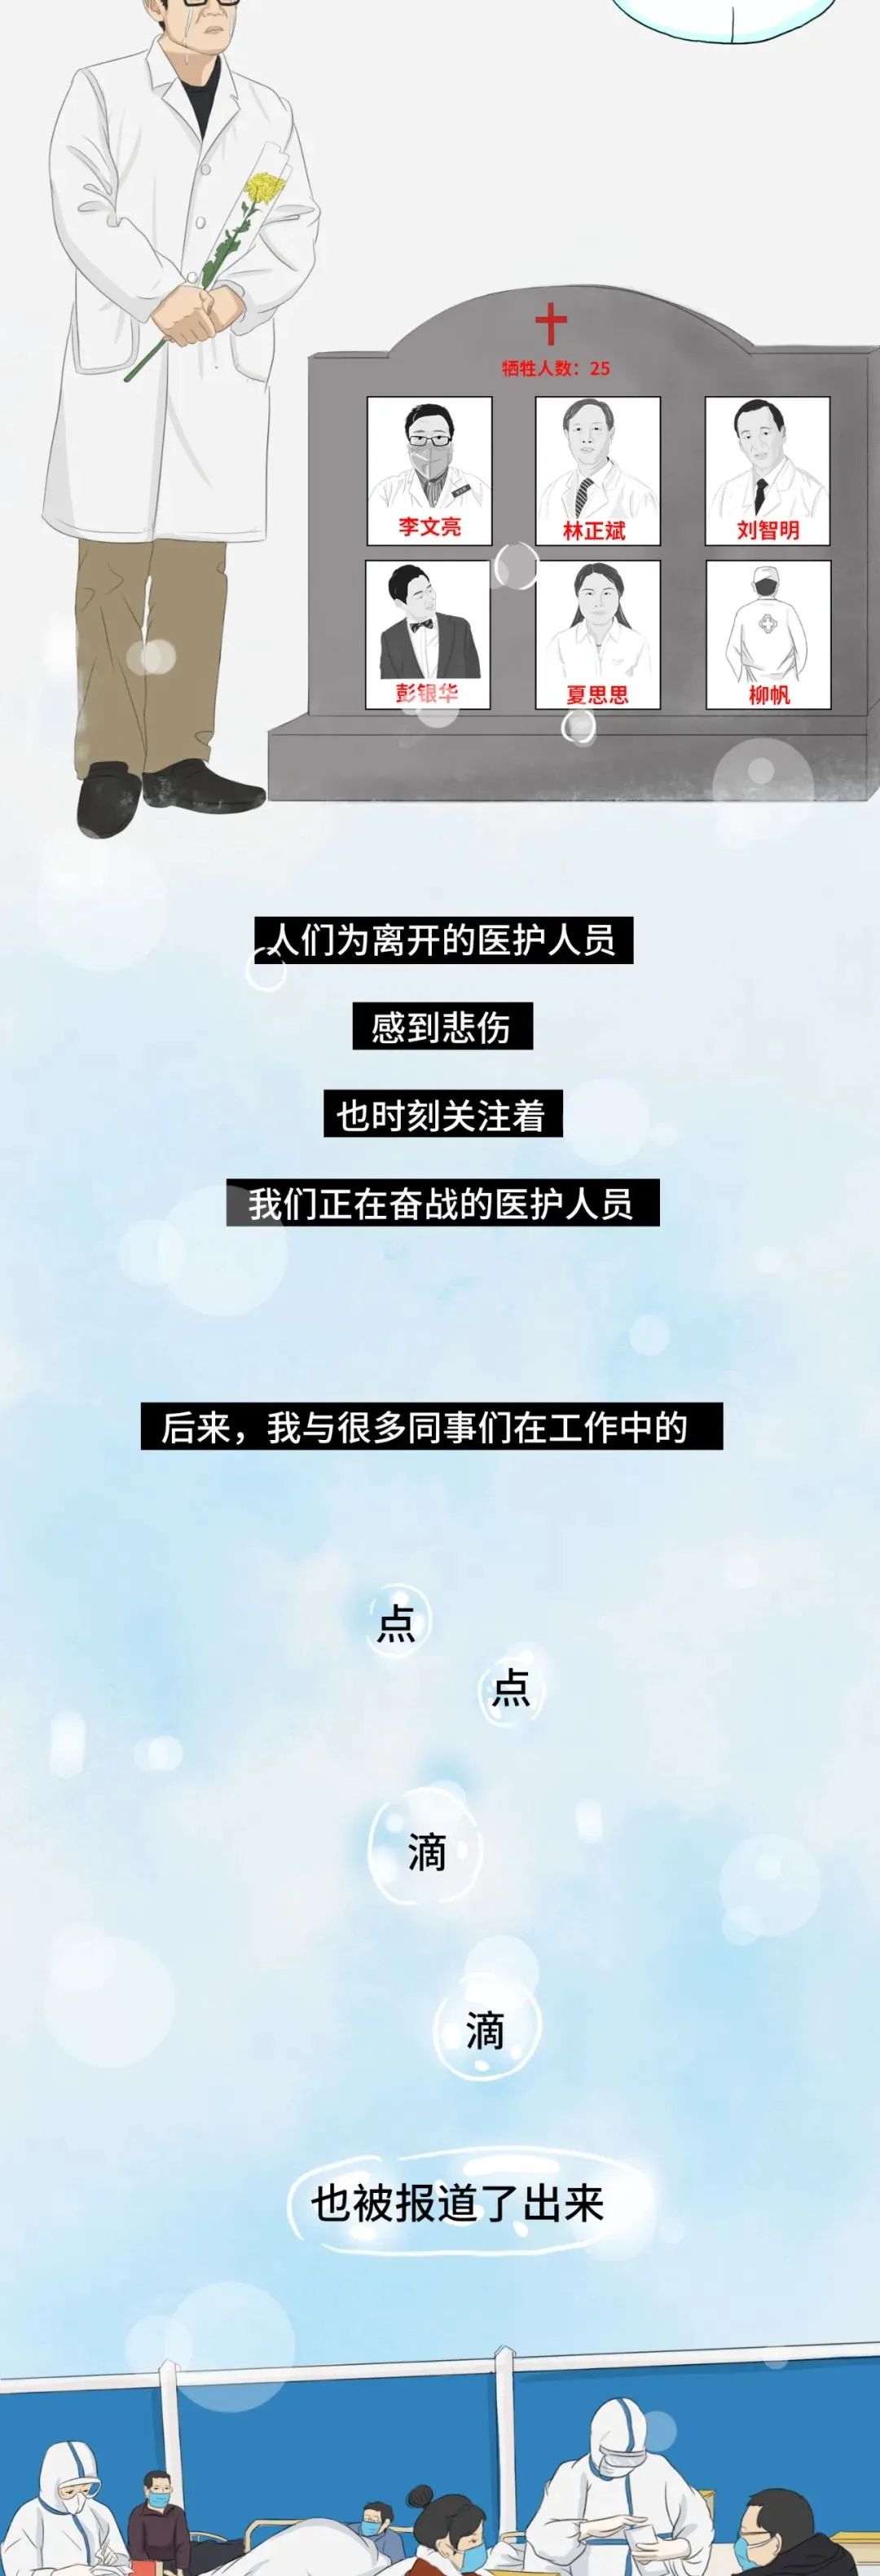 牺牲人数：25
李文亮
林正斌
刘智明
彭银华
夏思思
柳帆
人们为离开的医护人员
感到悲伤
也时刻关注着
我们正在奋战的医护人员
后来，我与很多同事们在工作中的
点
点
滴
滴
也被报道了出来